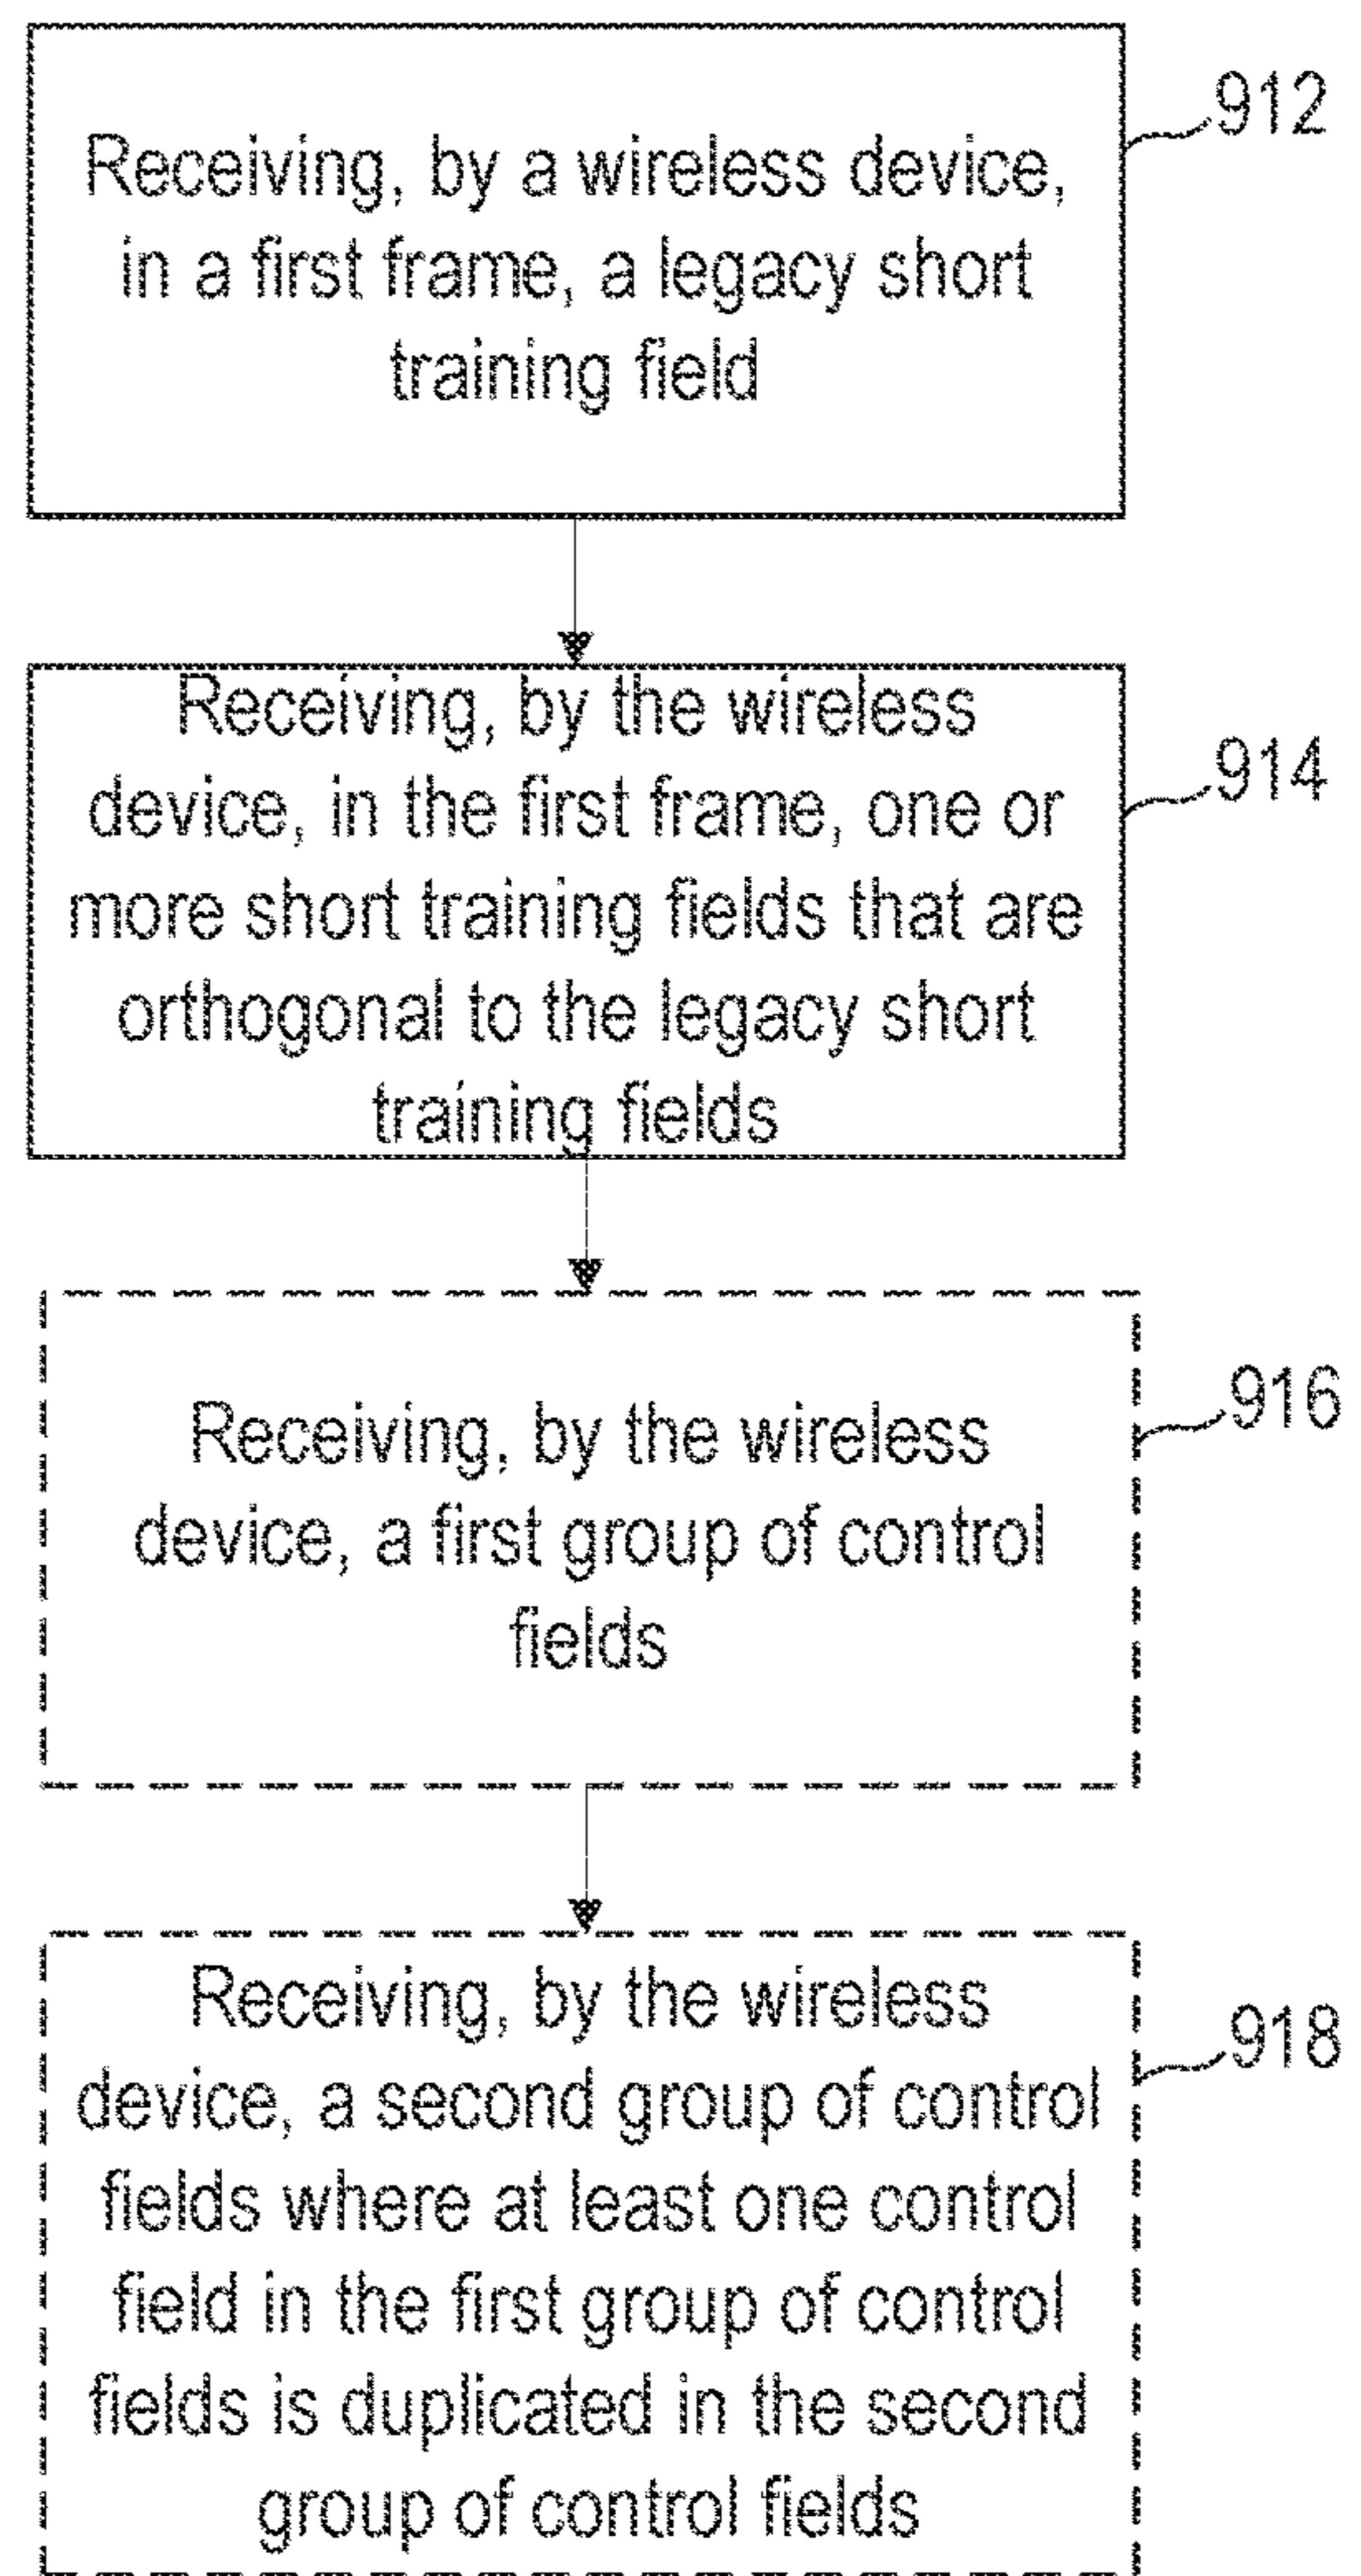 Receiving, by a wireless device,
in a first frame, a legacy short
training field
912
Receiving, by the wireless
device, in the first frame, one or
more short training fields that are
orthogonal to the legacy short
training fields
914
Receiving, by the wireless
device, a first group of control
fields
916
Receiving, by the wireless
device, a second group of control
fields where at least one control
field in the first group of control
fields is duplicated in the second
group of control fields
918